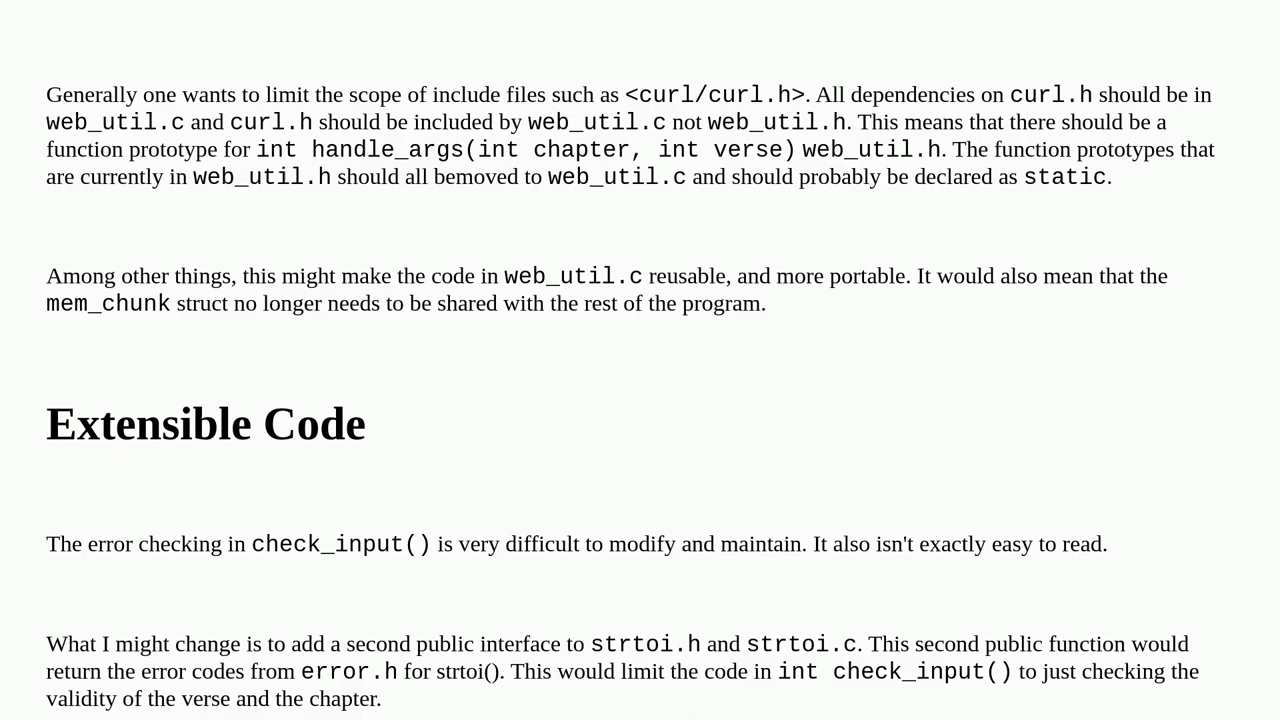 Generally one wants to limit the scope of include files such as <curl/curl.h>. All dependencies on curl.h should be in
web_util.c and curl.h should be included by web_util.c not web_util.h. This means that there should be a
function prototype for int handle_args(int chapter, int verse) web_util.h. The function prototypes that
are currently in web_util.h should all bemoved to web_util.c and should probably be declared as static.
Among other things, this might make the code in web_util.c reusable, and more portable. It would also mean that the
mem_chunk struct no longer needs to be shared with the rest of the program.
Extensible Code
The error checking in check_input() is very difficult to modify and maintain. It also isn't exactly easy to read.
What I might change is to add a second public interface to strtoi.h and strtoi.c. This second public function would
return the error codes from error.h for strtoi(). This would limit the code in int check_input() to just checking the
validity of the verse and the chapter.